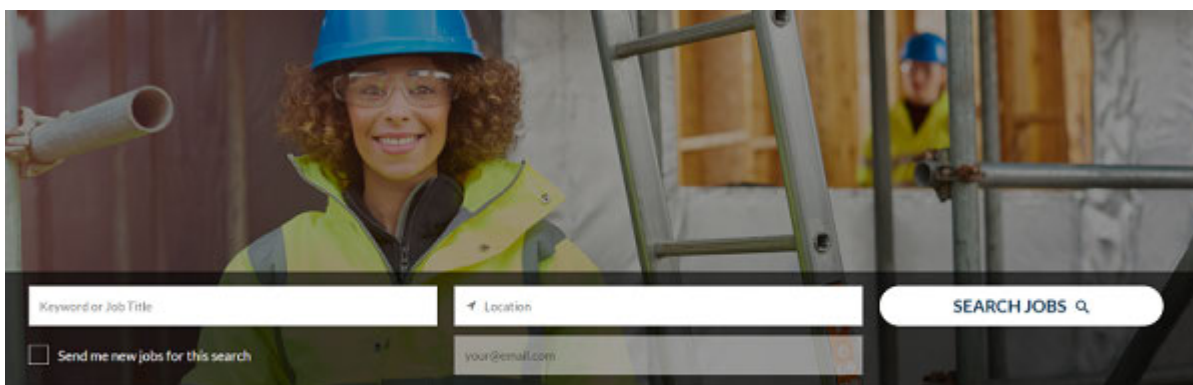 Keyword or Job Title
Location
SEARCH JOBS
Send me new jobs for this search
your@email.com